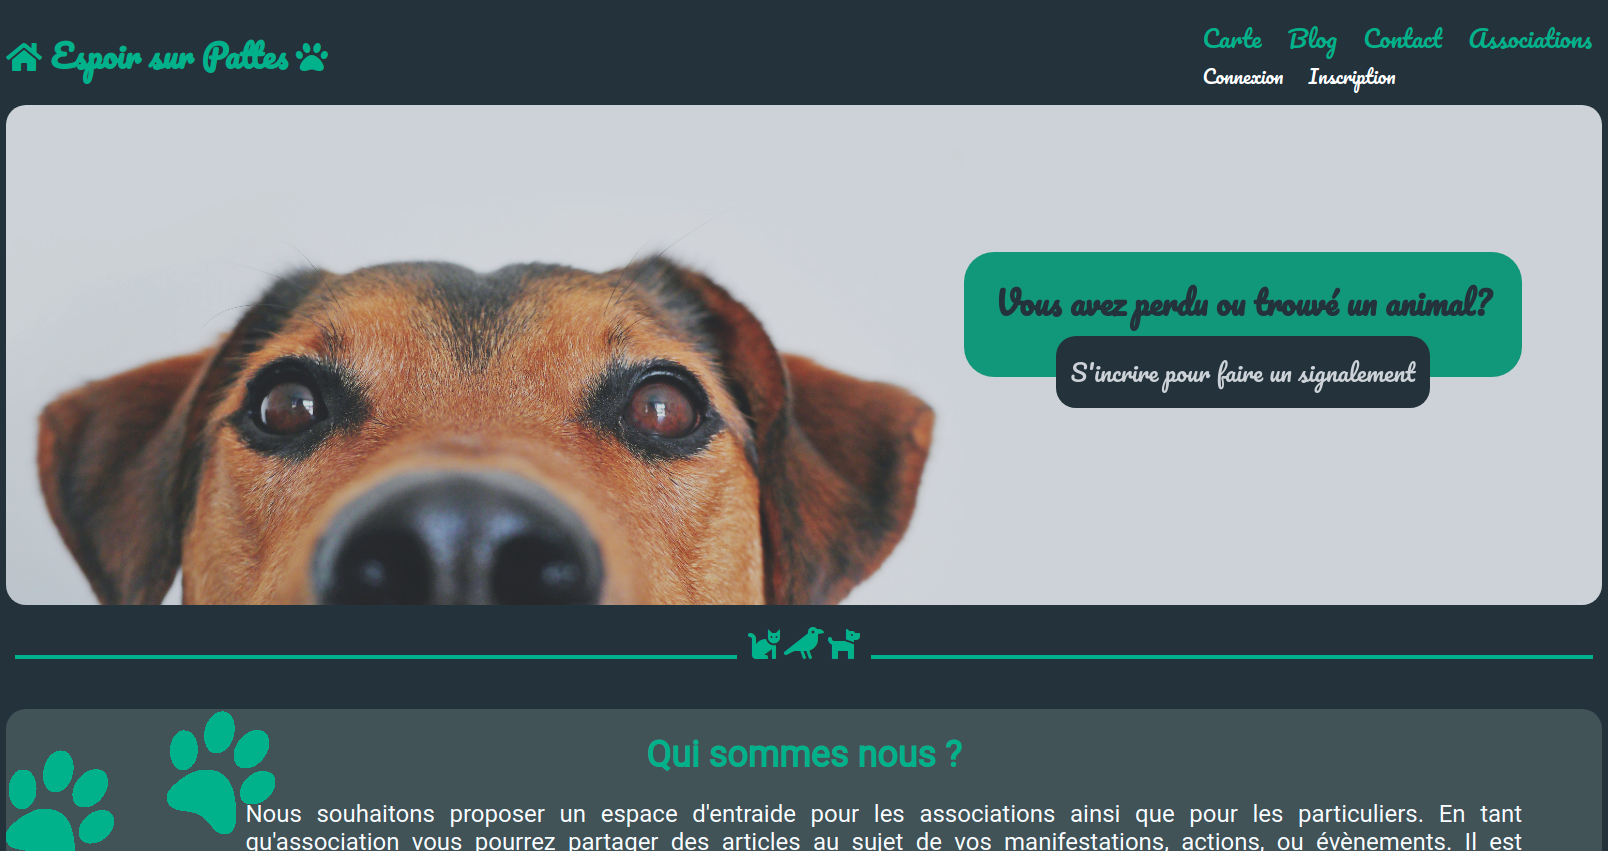 Espoir sur Pattes
Carte Blog Contact Associations
Connexion Inscription
Vous avez perdu ou trouvé un animal?
S'incrire pour faire un signalement
Qui sommes nous ?
Nous souhaitons proposer un espace d'entraide pour les associations ainsi que pour les particuliers. En tant
qu'association vous pourrez partager des articles au sujet de vos manifestations, actions, ou évènements. Il est